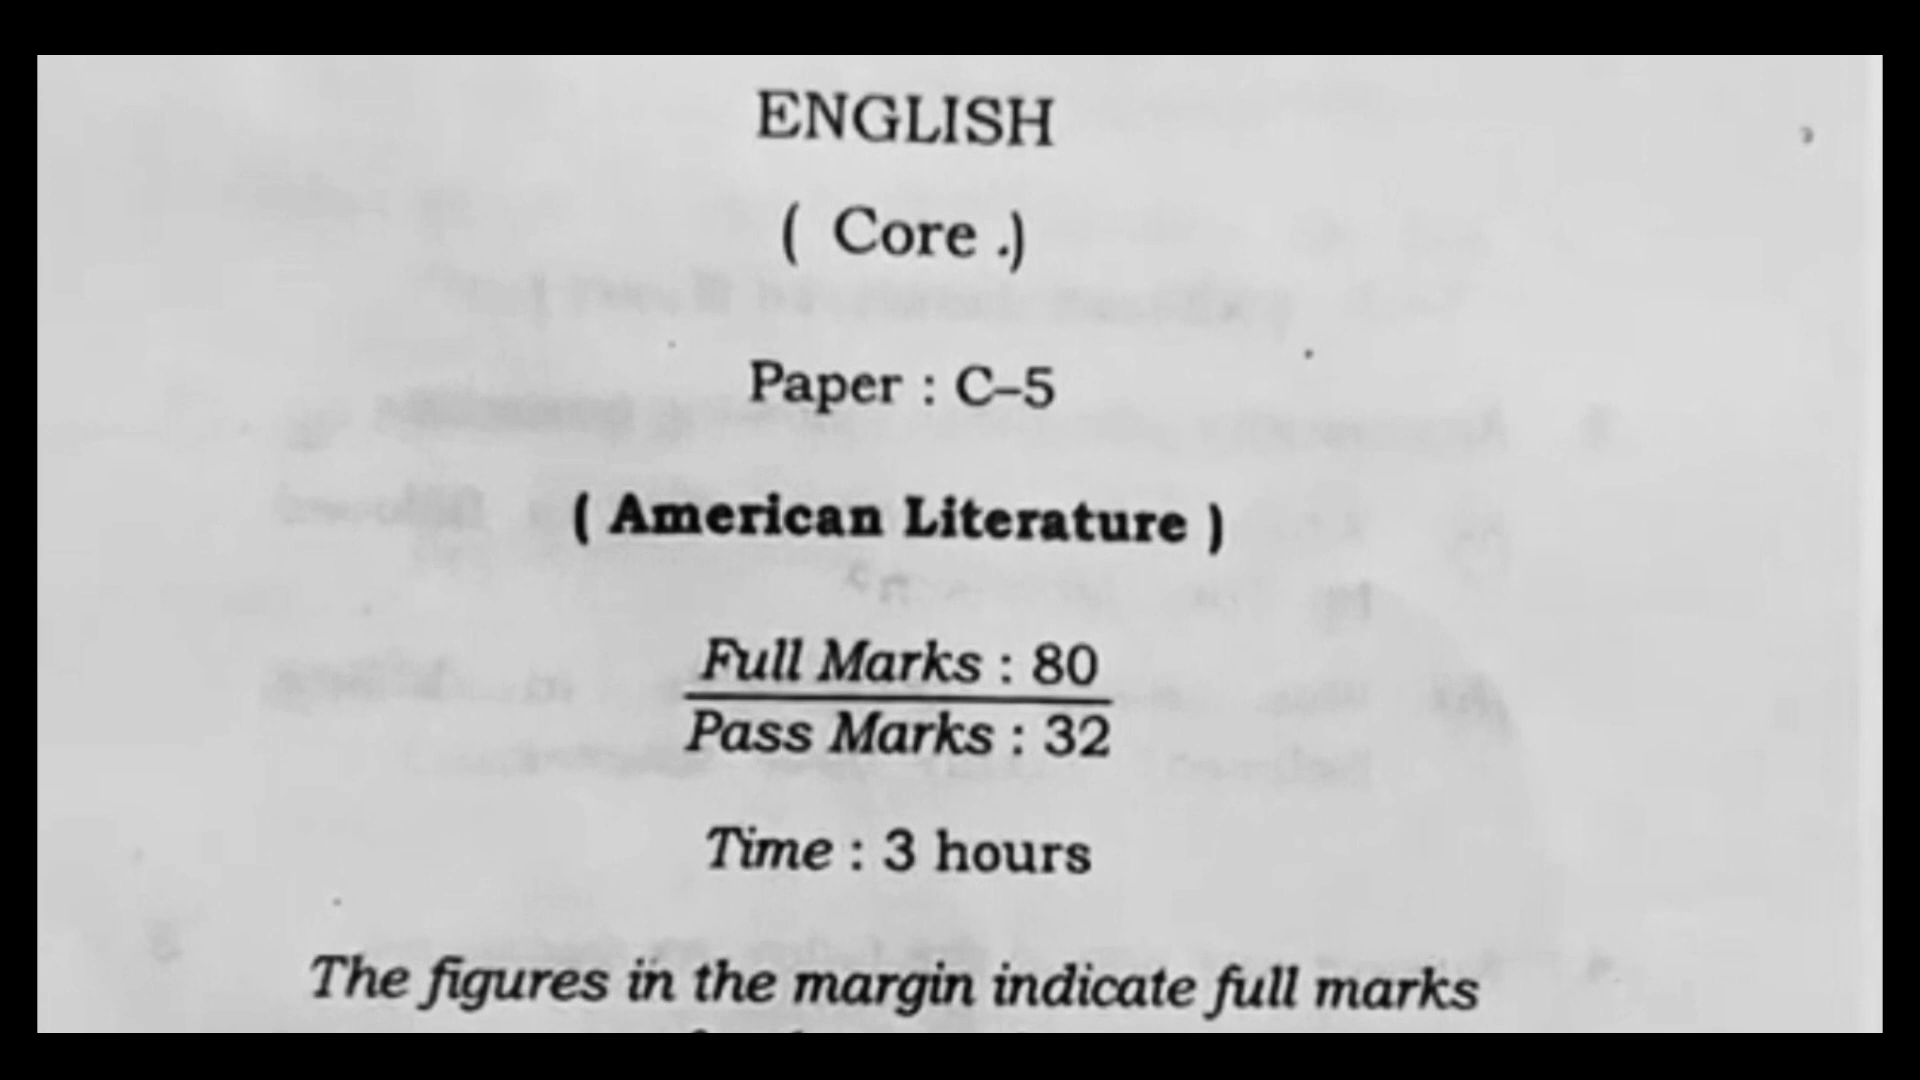 ENGLISH
( Core .)
Paper : C–5
( American Literature )
Full Marks : 80
Pass Marks : 32
Time : 3 hours
The figures in the margin indicate full marks